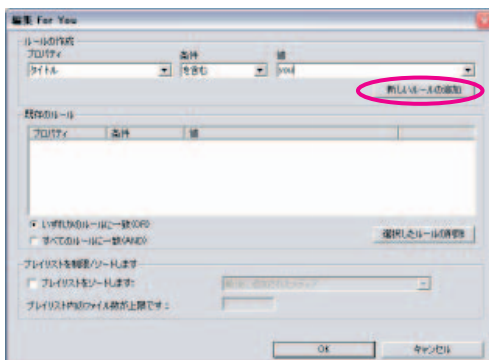 編集 For You
ルールの作成
プロパティ 条件 値
タイトル を含む you
新しいルールの追加
既存のルール
プロパティ 条件 値
いずれかのルールに一致(OR)
すべてのルールに一致(AND)
選択したルールの削除
プレイリストを制限/ソートします
プレイリストをソートします:
プレイリスト内のファイル数が上限です:
OK キャンセル